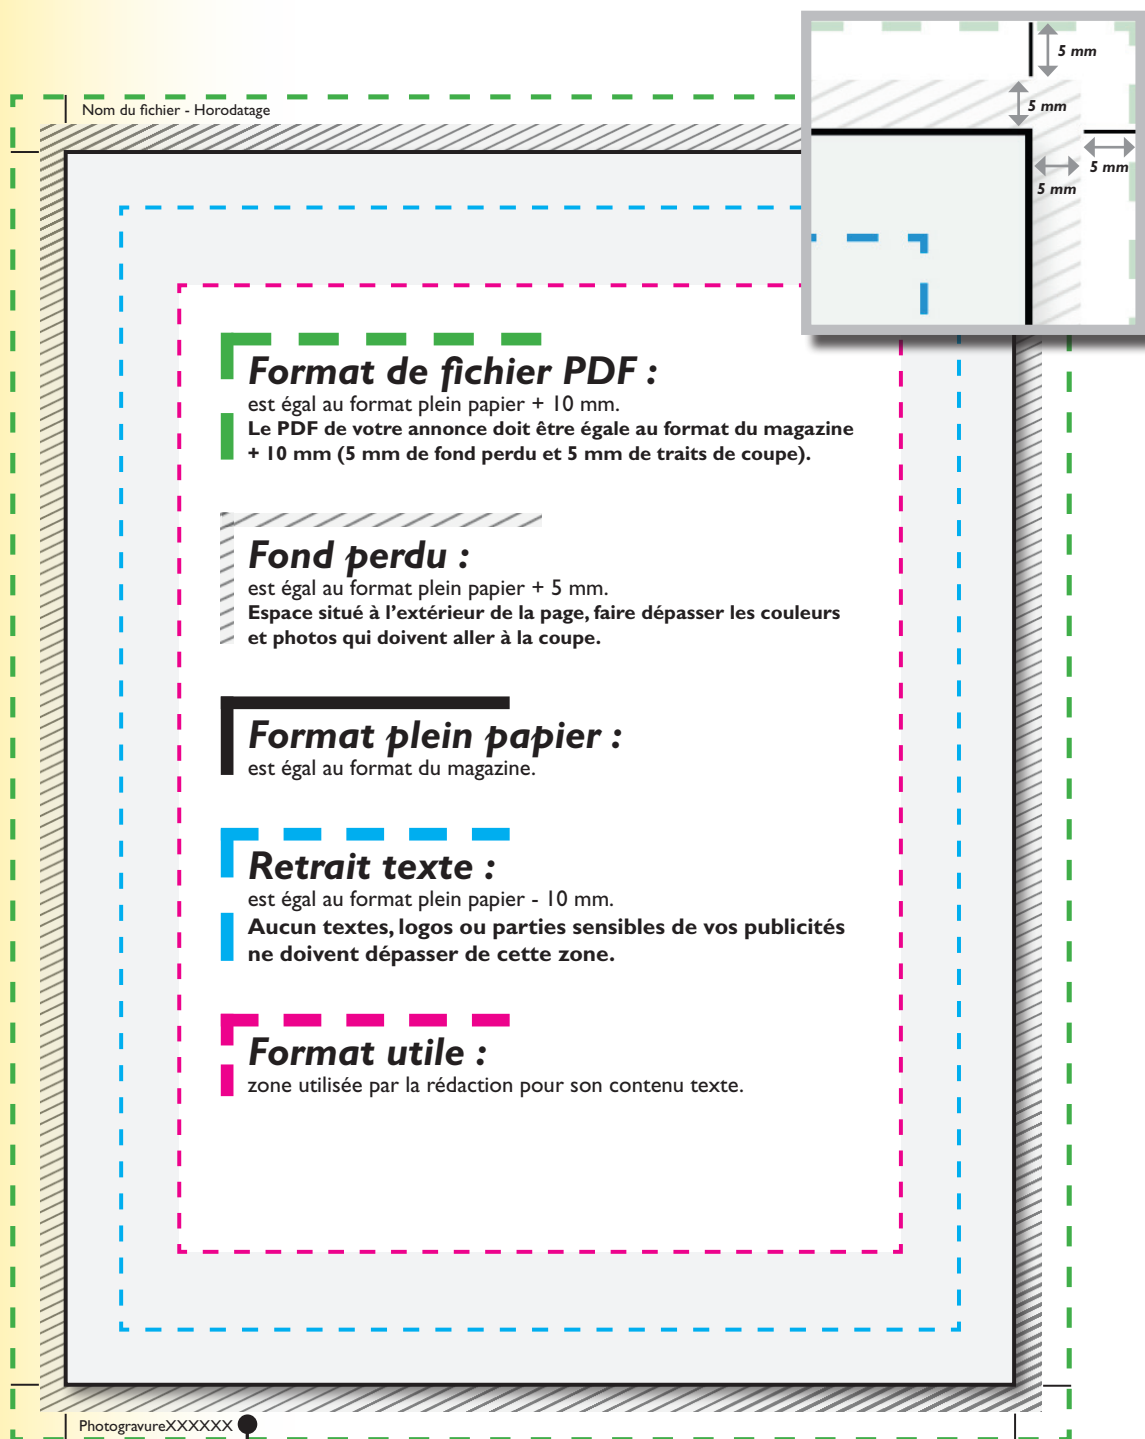 5 mm
5 mm
5 mm
5 mm
Nom du fichier - Horodatage
Format de fichier PDF :
est égal au format plein papier + 10 mm.
Le PDF de votre annonce doit être égale au format du magazine
+ 10 mm (5 mm de fond perdu et 5 mm de traits de coupe).
Fond perdu :
est égal au format plein papier + 5 mm.
Espace situé à l’extérieur de la page, faire dépasser les couleurs
et photos qui doivent aller à la coupe.
Format plein papier :
est égal au format du magazine.
Retrait texte :
est égal au format plein papier - 10 mm.
Aucun textes, logos ou parties sensibles de vos publicités
ne doivent dépasser de cette zone.
Format utile :
zone utilisée par la rédaction pour son contenu texte.
PhotogravureXXXXXX